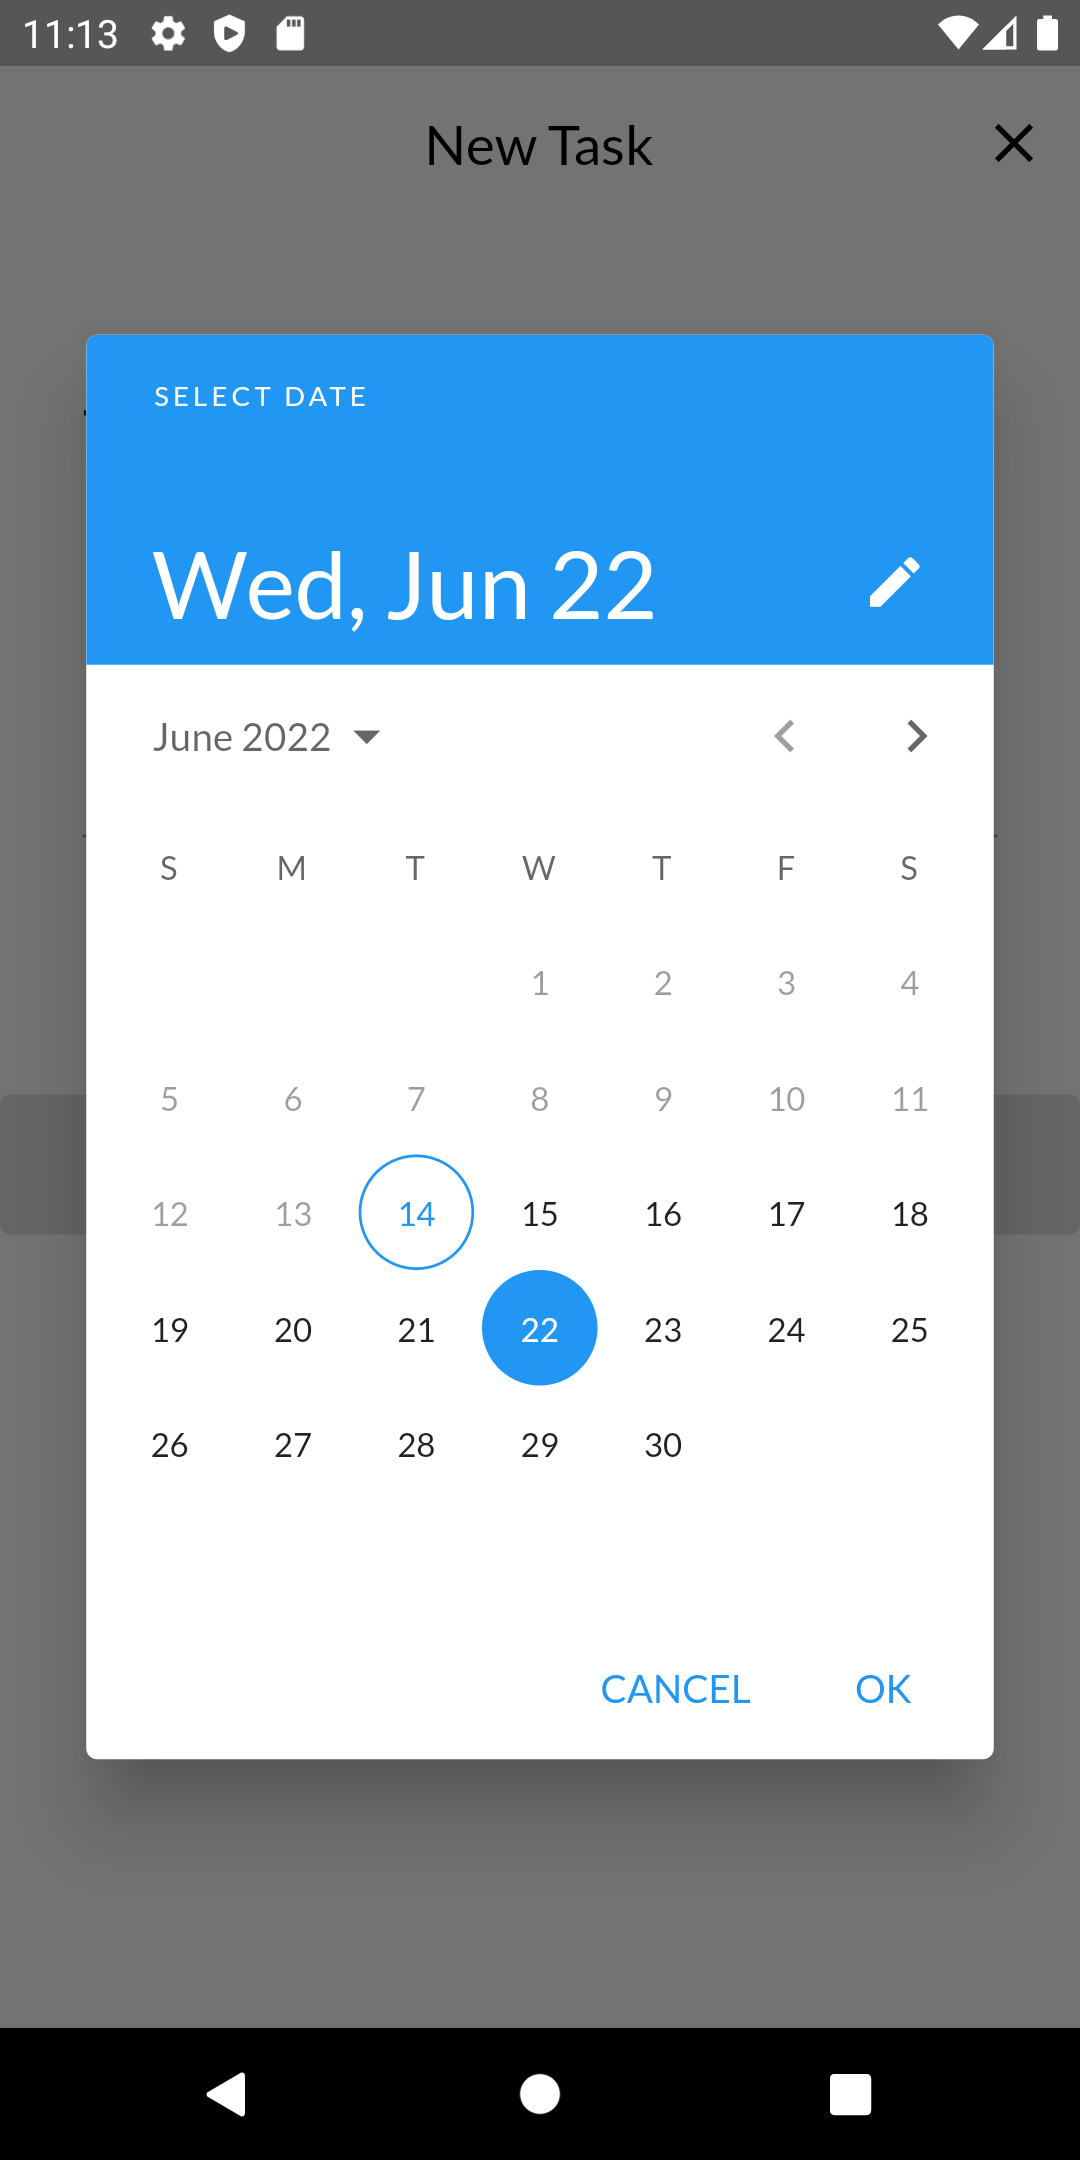 11:13
New Task
SELECT DATE
Wed, Jun 22
June 2022
S M T W T F S
1 2 3 4
5 6 7 8 9 10 11
12 13 14 15 16 17 18
19 20 21 22 23 24 25
26 27 28 29 30
CANCEL OK